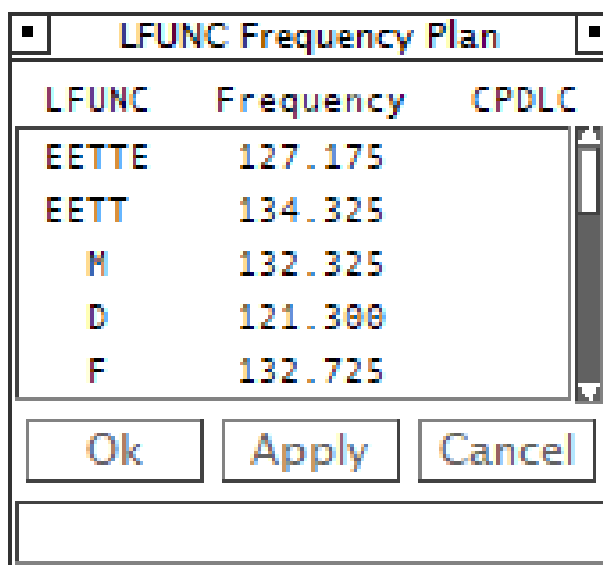 LFUNC Frequency Plan
LFUNC Frequency CPDLC
EETTE 127.175
EETT 134.325
M 132.325
D 121.300
F 132.725
Ok Apply Cancel